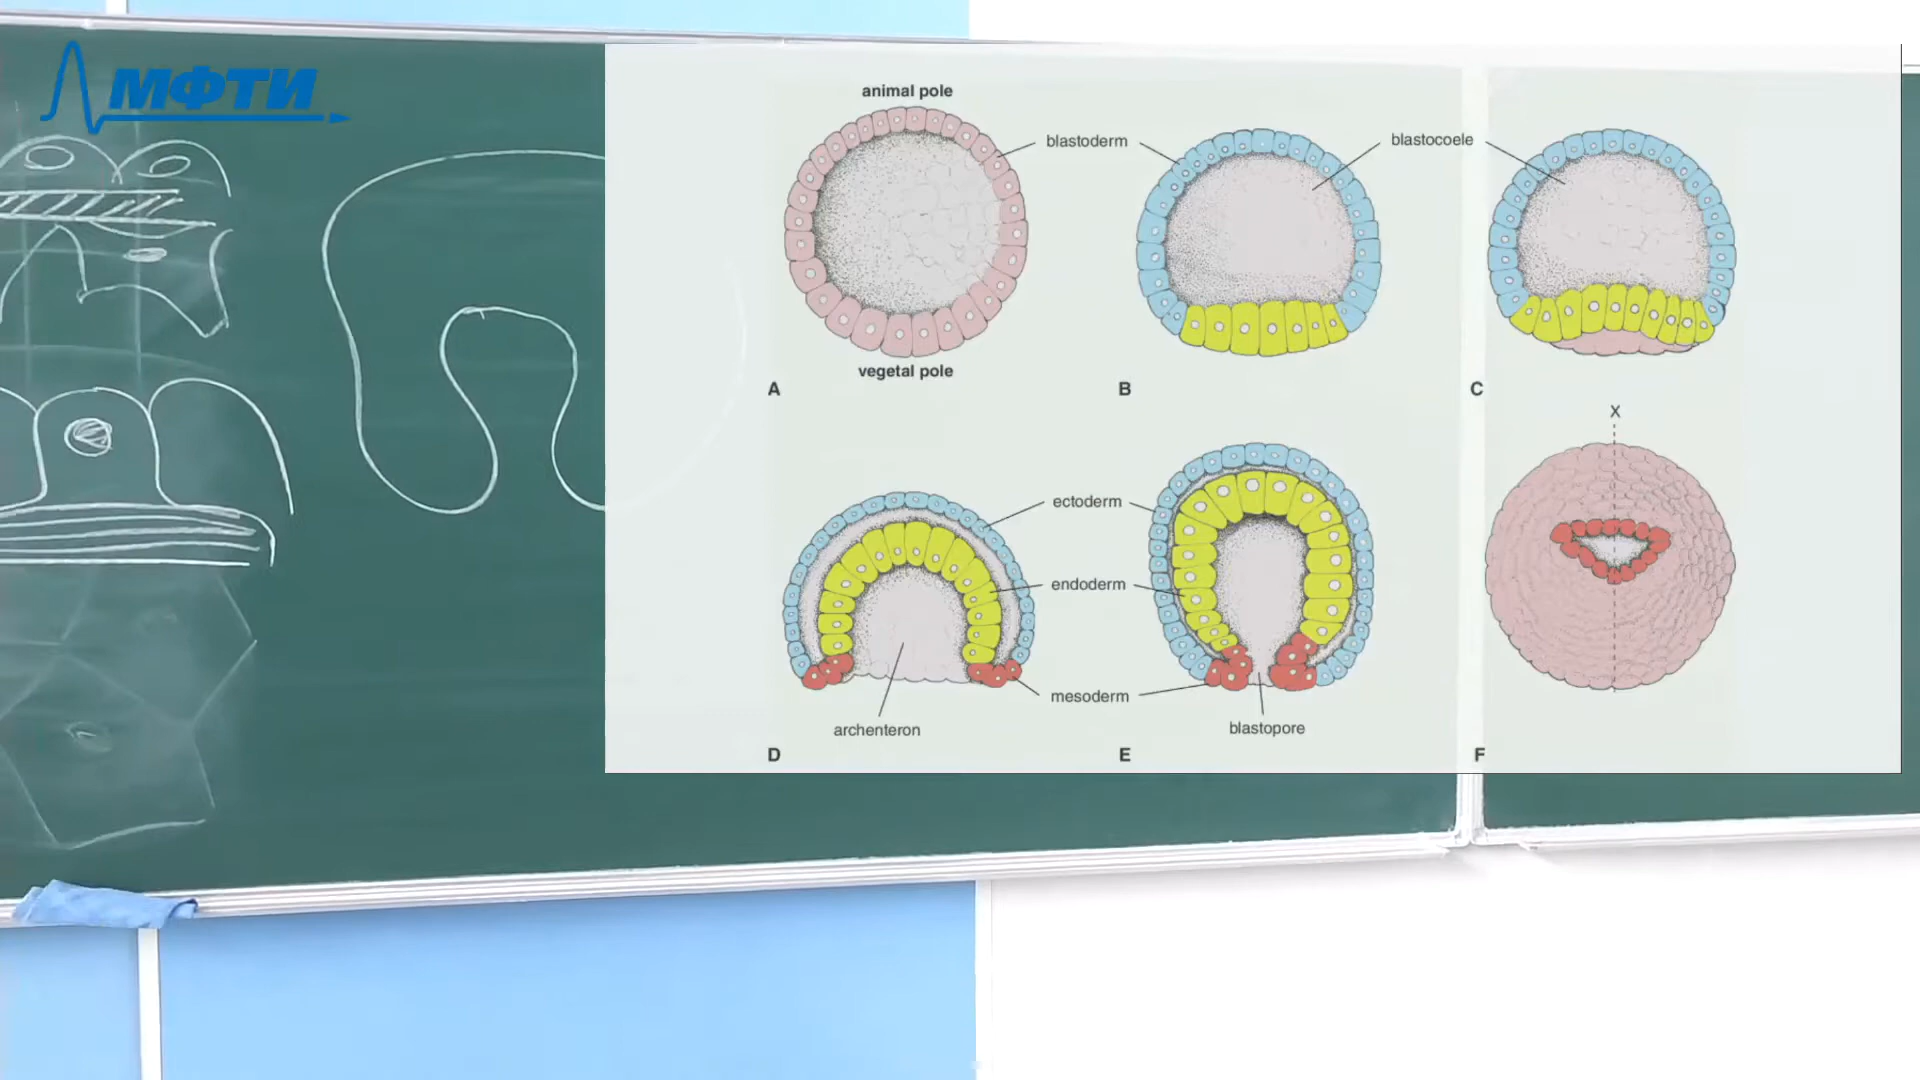 МФТИ
animal pole
blastoderm
blastocoele
vegetal pole
A
B
C
X
ectoderm
endoderm
mesoderm
archenteron
blastopore
D
E
F